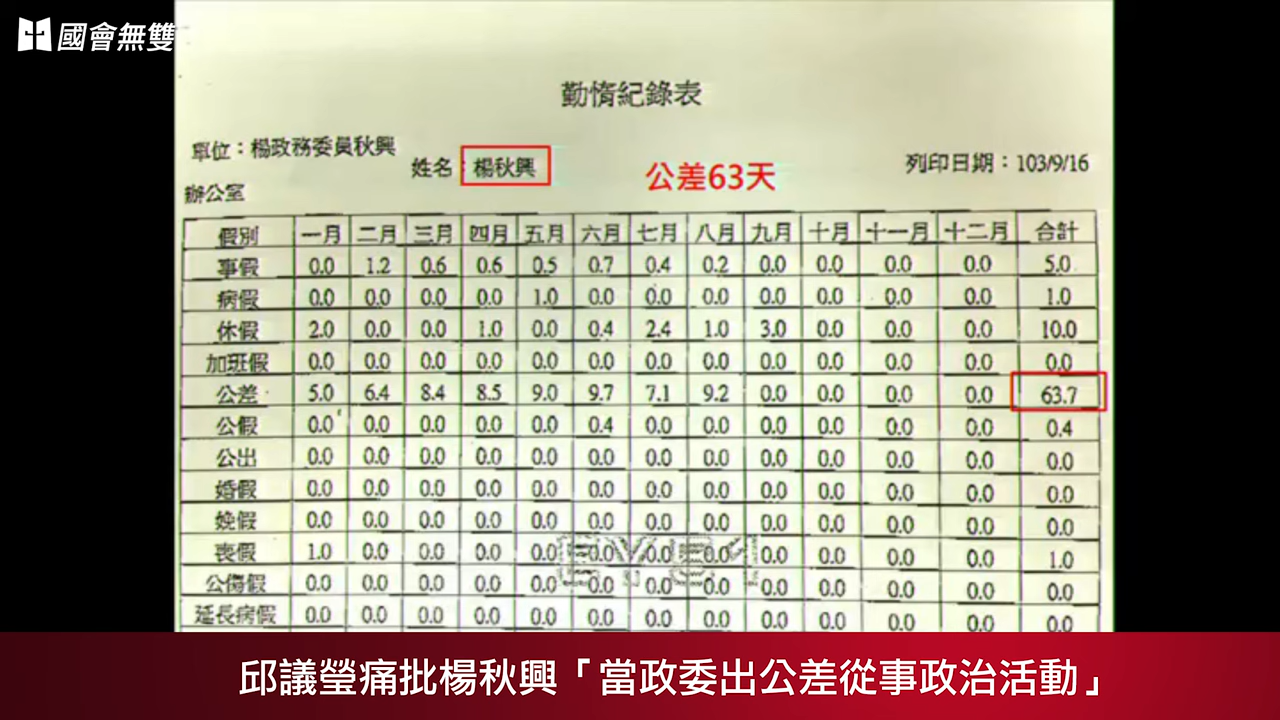 國會無雙
勤惰紀錄表
單位：楊政務委員秋興
辦公室
姓名：楊秋興
公差63天
列印日期：103/9/16
假別 一月 二月 三月 四月 五月 六月 七月 八月 九月 十月 十一月 十二月 合計
事假 0.0 1.2 0.6 0.6 0.5 0.7 0.4 0.2 0.0 0.0 0.0 0.0 5.0
病假 0.0 0.0 0.0 0.0 1.0 0.0 0.0 0.0 0.0 0.0 0.0 0.0 1.0
休假 2.0 0.0 0.0 1.0 0.0 0.4 2.4 1.0 3.0 0.0 0.0 0.0 10.0
加班假 0.0 0.0 0.0 0.0 0.0 0.0 0.0 0.0 0.0 0.0 0.0 0.0 0.0
公差 5.0 6.4 8.4 8.5 9.0 9.7 7.1 9.2 0.0 0.0 0.0 0.0 63.7
公假 0.0 0.0 0.0 0.0 0.0 0.4 0.0 0.0 0.0 0.0 0.0 0.0 0.4
公出 0.0 0.0 0.0 0.0 0.0 0.0 0.0 0.0 0.0 0.0 0.0 0.0 0.0
婚假 0.0 0.0 0.0 0.0 0.0 0.0 0.0 0.0 0.0 0.0 0.0 0.0 0.0
娩假 0.0 0.0 0.0 0.0 0.0 0.0 0.0 0.0 0.0 0.0 0.0 0.0 0.0
喪假 1.0 0.0 0.0 0.0 0.0 0.0 0.0 0.0 0.0 0.0 0.0 0.0 1.0
公傷假 0.0 0.0 0.0 0.0 0.0 0.0 0.0 0.0 0.0 0.0 0.0 0.0 0.0
延長病假 0.0 0.0 0.0 0.0 0.0 0.0 0.0 0.0 0.0 0.0 0.0 0.0 0.0
邱議瑩痛批楊秋興「當政委出公差從事政治活動」